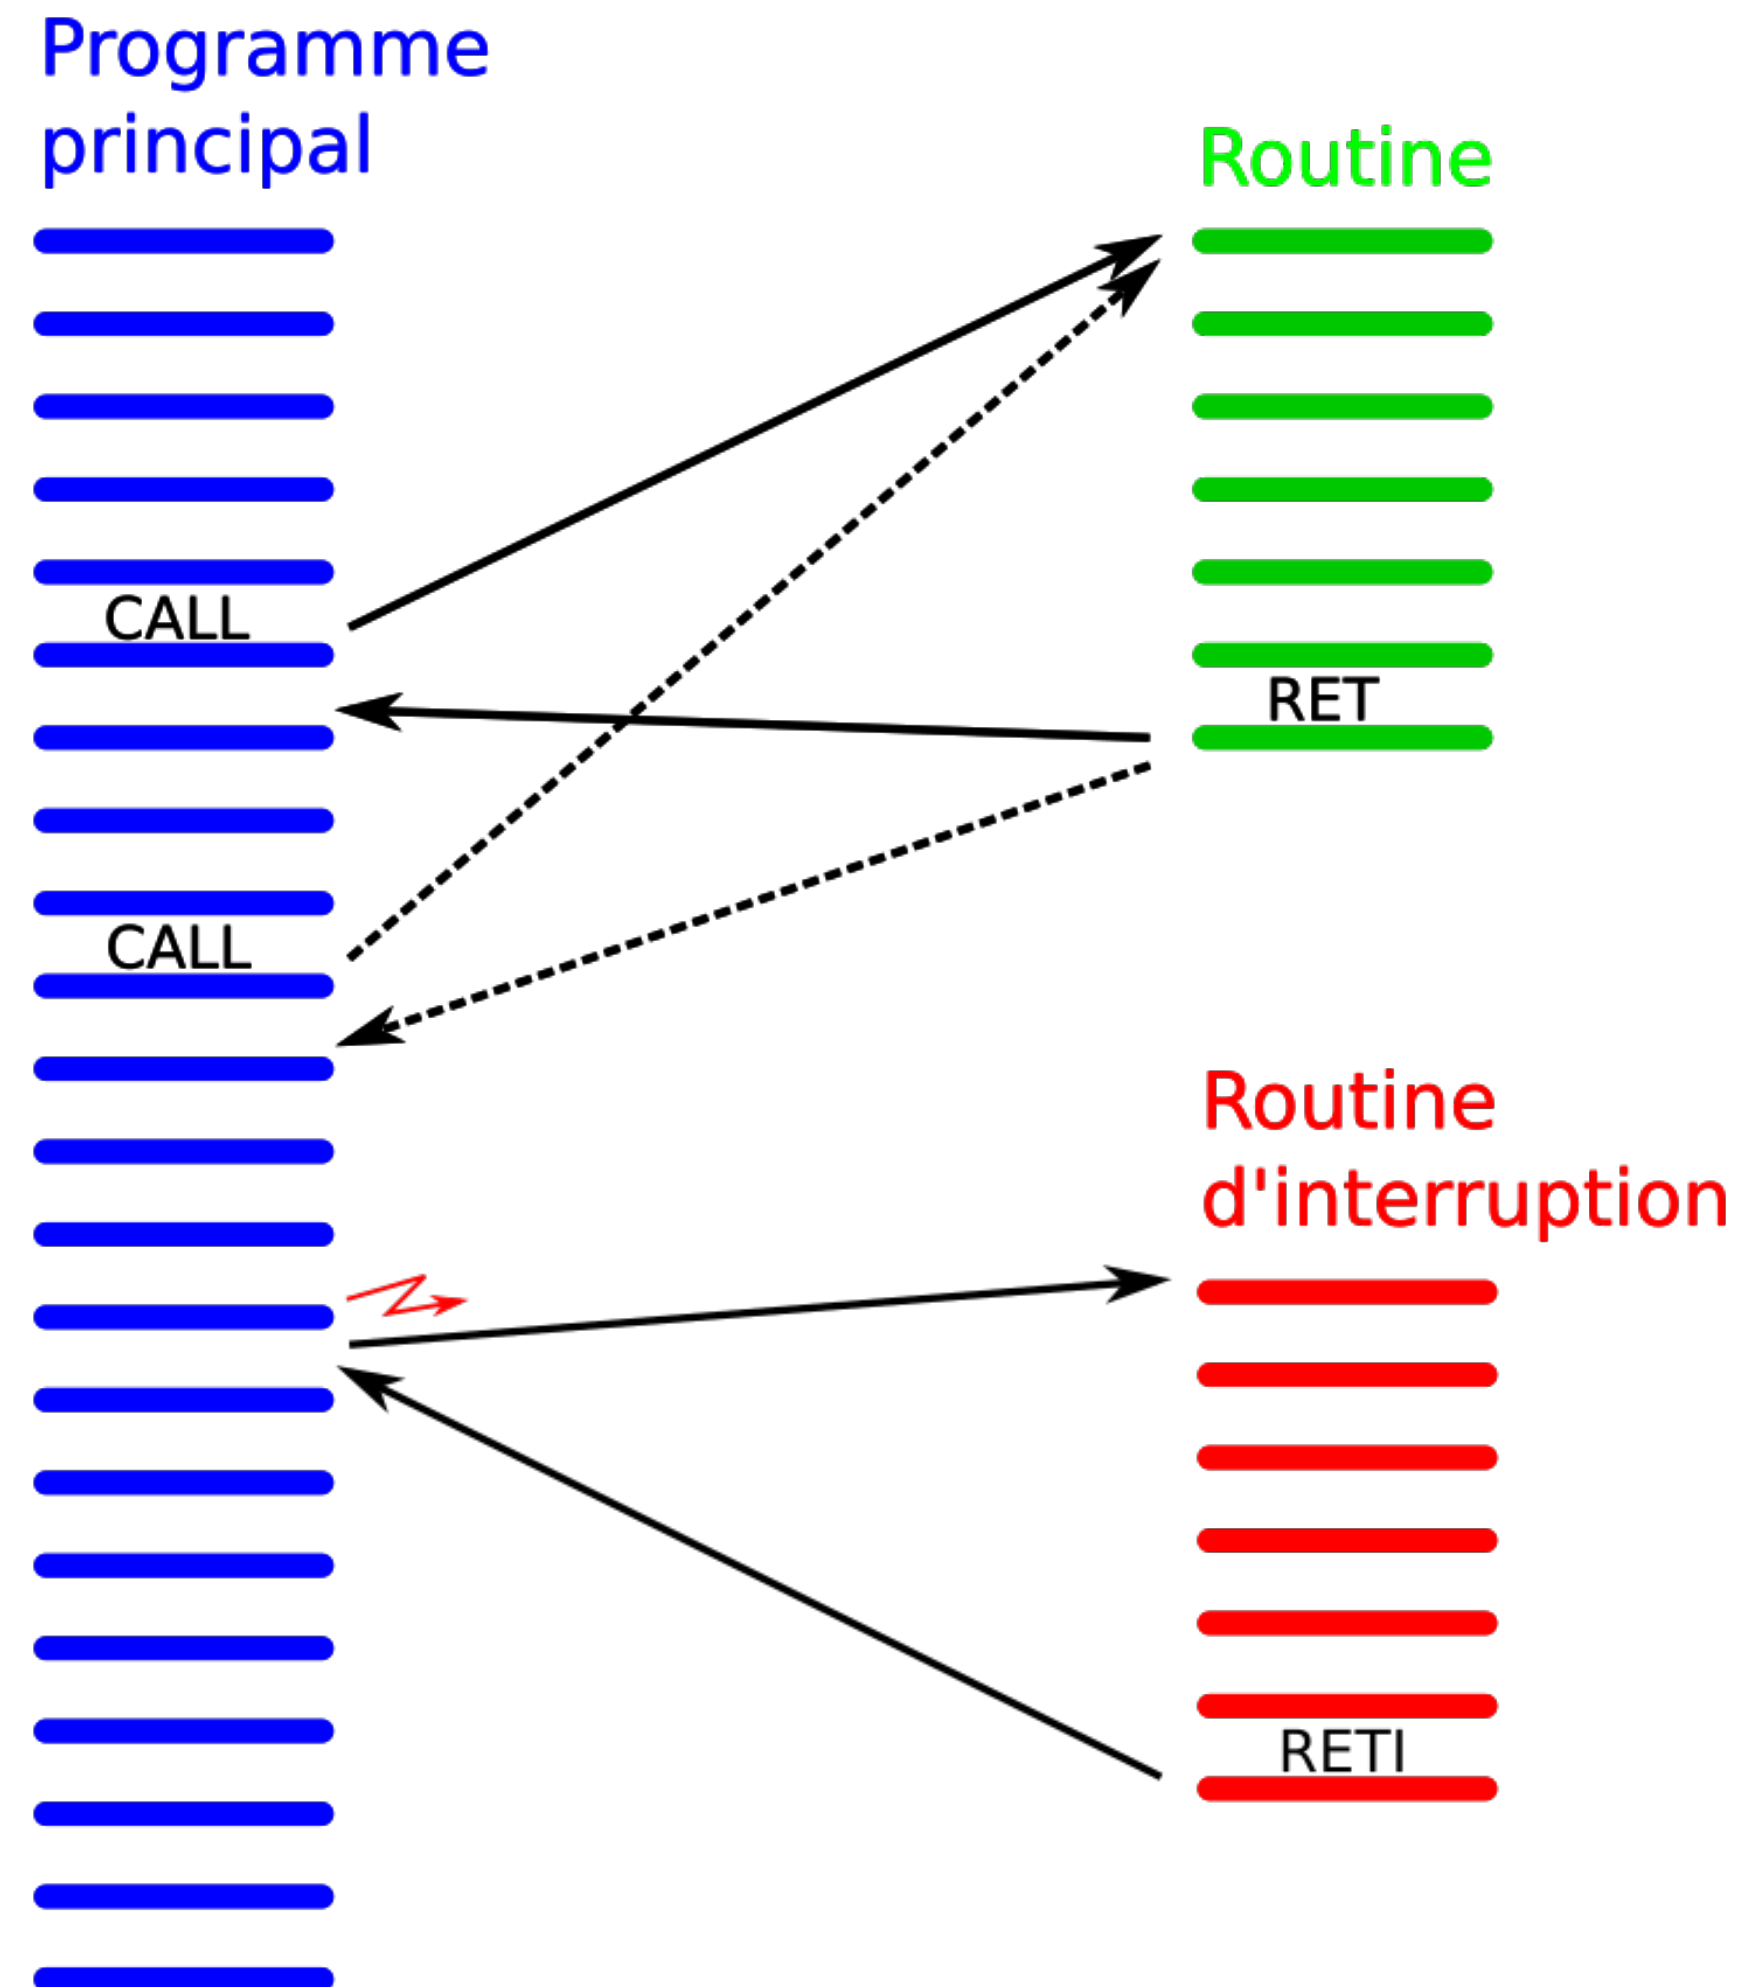 Programme
principal
Routine
CALL
RET
CALL
Routine
d'interruption
RETI